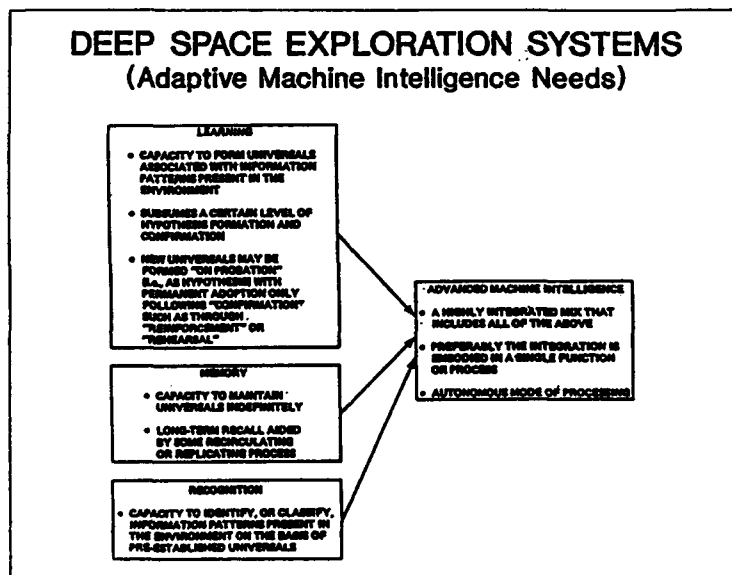 DEEP SPACE EXPLORATION SYSTEMS
(Adaptive Machine Intelligence Needs)
LEARNING
• CAPACITY TO FORM UNIVERSALS
ASSOCIATED WITH INFORMATION
PATTERNS PRESENT IN THE
ENVIRONMENT
• SUBSUMES A CERTAIN LEVEL OF
HYPOTHESIS FORMATION AND
CONFIRMATION
• NEW UNIVERSALS MAY BE
FORMED "ON PROBATION"
(i.e., AS HYPOTHESIS) WITH
PERMANENT ADOPTION ONLY
FOLLOWING "CONFIRMATION"
SUCH AS THROUGH
"REINFORCEMENT" OR
"REHEARSAL"
MEMORY
• CAPACITY TO MAINTAIN
UNIVERSALS INDEFINITELY
• LONG-TERM RECALL AIDED
BY SOME RECIRCULATING
OR REPLICATING PROCESS
RECOGNITION
• CAPACITY TO IDENTIFY, OR CLASSIFY,
INFORMATION PATTERNS PRESENT IN
THE ENVIRONMENT ON THE BASIS OF
PRE-ESTABLISHED UNIVERSALS
ADVANCED MACHINE INTELLIGENCE
• A HIGHLY INTEGRATED MIX THAT
INCLUDES ALL OF THE ABOVE
• PREFERABLY THE INTEGRATION IS
EMBODIED IN A SINGLE FUNCTION
OR PROCESS
• AUTONOMOUS MODE OF PROCESSING